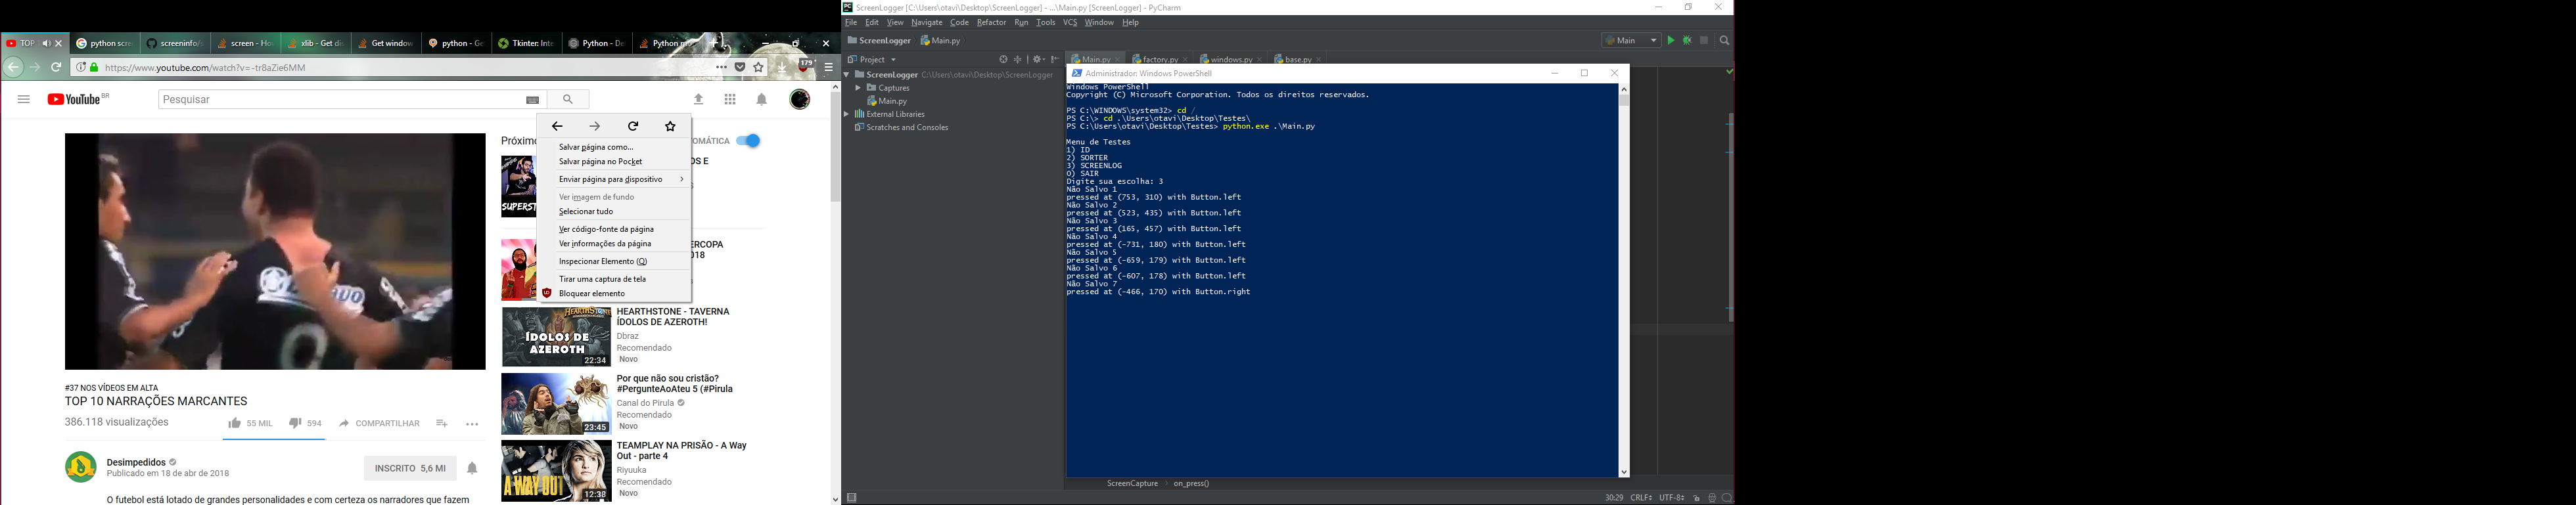 TOP
python scre
screeninfo/s
screen - Hov
xlib - Get dis
Get window
python - Ge
Tkinter: Inte
Python - De
Python m
https://www.youtube.com/watch?v=-tr8aZie6MM
179
YouTube BR
Pesquisar
Próximo
OMÁTICA
Salvar página como...
Salvar página no Pocket
Enviar página para dispositivo
Ver imagem de fundo
Selecionar tudo
Ver código-fonte da página
Ver informações da página
Inspecionar Elemento (Q)
Tirar uma captura de tela
Bloquear elemento
OS E
SUPERST
ERCOPA
018
HEARTHSTONE - TAVERNA
ÍDOLOS DE AZEROTH!
Dbraz
Recomendado
Novo
HEARTHSTONE
ÍDOLOS DE
AZEROTH
22:34
Por que não sou cristão?
#PergunteAoAteu 5 (#Pirula
Canal do Pirula
Recomendado
Novo
23:45
TEAMPLAY NA PRISÃO - A Way
Out - parte 4
Riyuuka
Recomendado
Novo
A WAY OUT
12:38
#37 NOS VÍDEOS EM ALTA
TOP 10 NARRAÇÕES MARCANTES
386.118 visualizações
55 MIL
594
COMPARTILHAR
Desimpedidos
Publicado em 18 de abr de 2018
INSCRITO 5,6 MI
O futebol está lotado de grandes personalidades e com certeza os narradores que fazem
ScreenLogger [C:\Users\otavi\Desktop\ScreenLogger] - ...\Main.py [ScreenLogger] - PyCharm
File Edit View Navigate Code Refactor Run Tools VCS Window Help
ScreenLogger Main.py
Main
Project
Main.py
factory.py
windows.py
base.py
ScreenLogger C:\Users\otavi\Desktop\ScreenLogger
Captures
Main.py
External Libraries
Scratches and Consoles
Administrador: Windows PowerShell
Windows PowerShell
Copyright (C) Microsoft Corporation. Todos os direitos reservados.
PS C:\WINDOWS\system32> cd /
PS C:\> cd .\Users\otavi\Desktop\Testes\
PS C:\Users\otavi\Desktop\Testes> python.exe .\Main.py
Menu de Testes
1) ID
2) SORTER
3) SCREENLOG
0) SAIR
Digite sua escolha: 3
Não Salvo 1
pressed at (753, 310) with Button.left
Não Salvo 2
pressed at (523, 435) with Button.left
Não Salvo 3
pressed at (165, 457) with Button.left
Não Salvo 4
pressed at (-731, 180) with Button.left
Não Salvo 5
pressed at (-659, 179) with Button.left
Não Salvo 6
pressed at (-607, 178) with Button.left
Não Salvo 7
pressed at (-466, 170) with Button.right
ScreenCapture on_press()
30:29 CRLF UTF-8